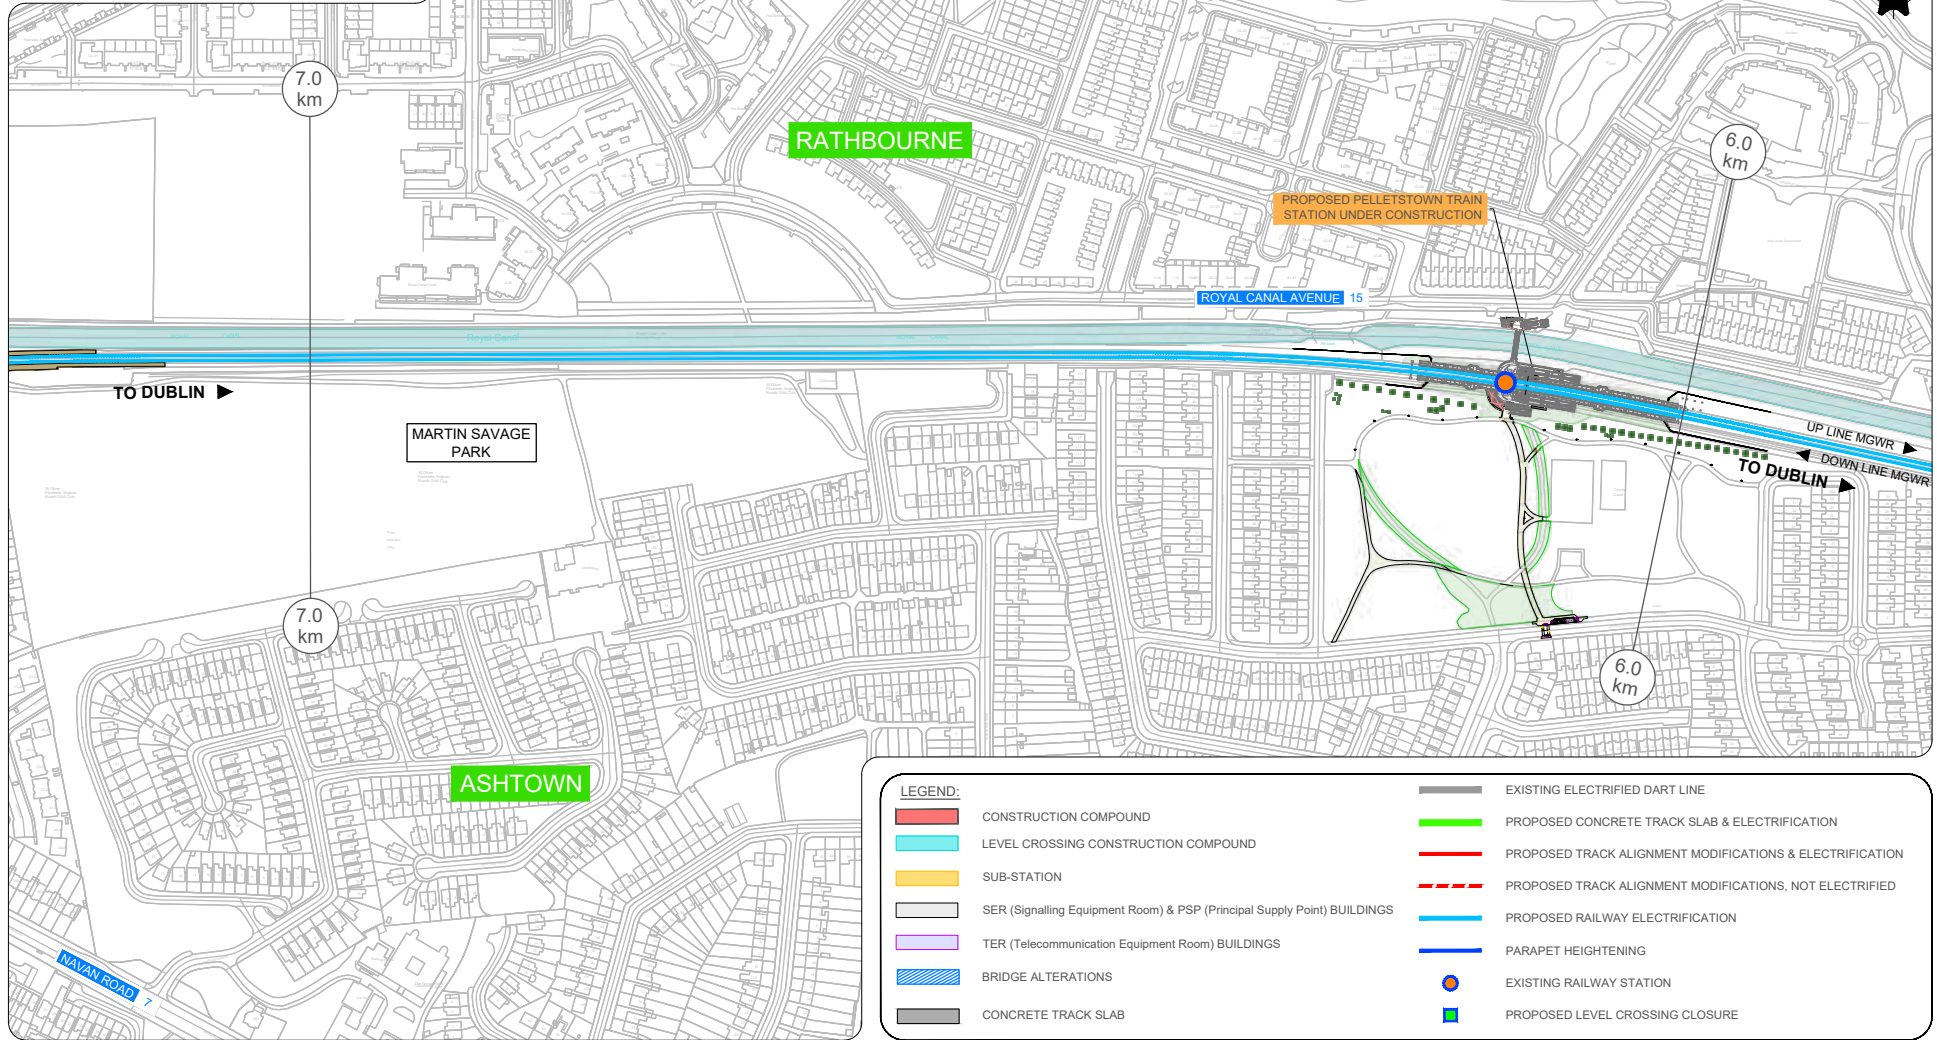 7.0
km
RATHBOURNE
6.0
km
PROPOSED PELLETSTOWN TRAIN
STATION UNDER CONSTRUCTION
ROYAL CANAL AVENUE 15
Royal Canal
TO DUBLIN
MARTIN SAVAGE
PARK
UP LINE MGWR
DOWN LINE MGWR
TO DUBLIN
7.0
km
6.0
km
ASHTOWN
NAVAN ROAD 7
LEGEND:
CONSTRUCTION COMPOUND
LEVEL CROSSING CONSTRUCTION COMPOUND
SUB-STATION
SER (Signalling Equipment Room) & PSP (Principal Supply Point) BUILDINGS
TER (Telecommunication Equipment Room) BUILDINGS
BRIDGE ALTERATIONS
CONCRETE TRACK SLAB
EXISTING ELECTRIFIED DART LINE
PROPOSED CONCRETE TRACK SLAB & ELECTRIFICATION
PROPOSED TRACK ALIGNMENT MODIFICATIONS & ELECTRIFICATION
PROPOSED TRACK ALIGNMENT MODIFICATIONS, NOT ELECTRIFIED
PROPOSED RAILWAY ELECTRIFICATION
PARAPET HEIGHTENING
EXISTING RAILWAY STATION
PROPOSED LEVEL CROSSING CLOSURE